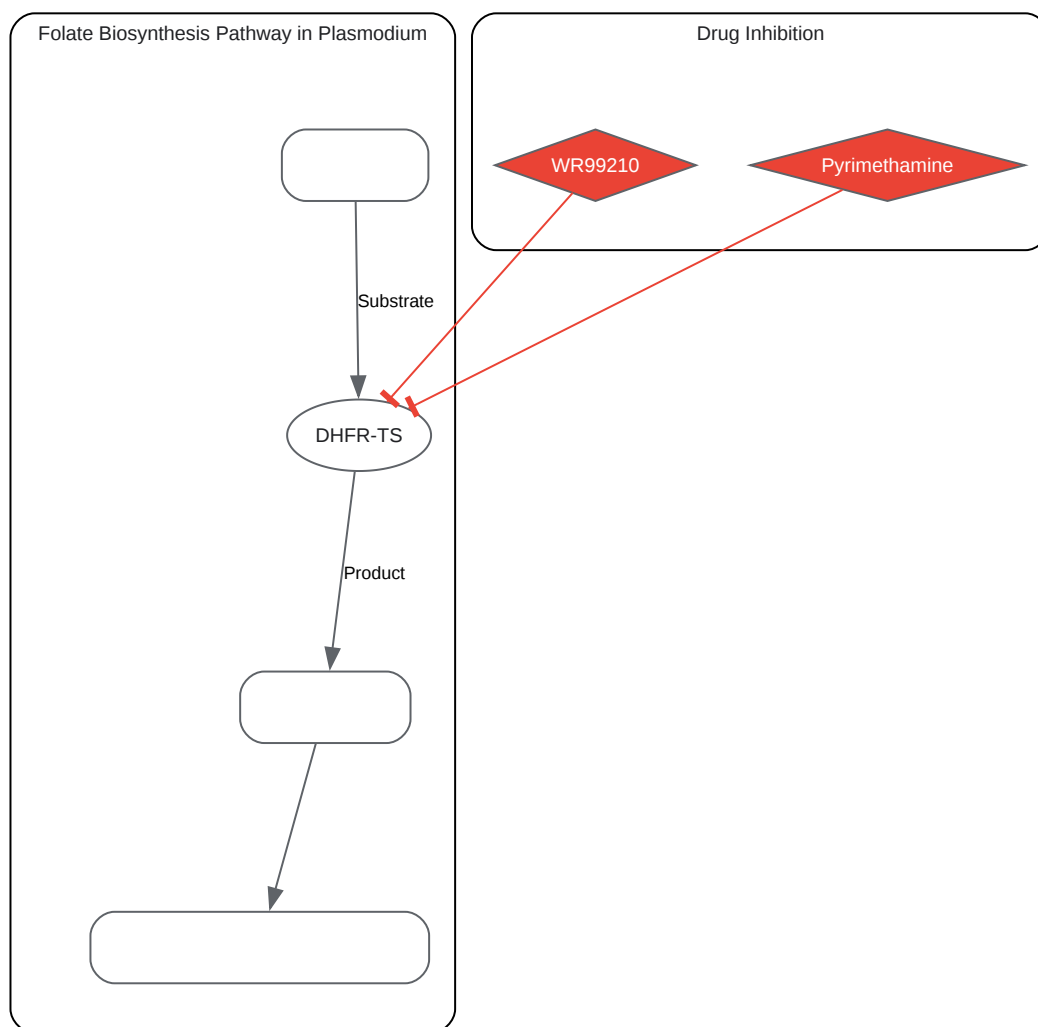 Folate Biosynthesis Pathway in Plasmodium
Drug Inhibition
WR99210
Pyrimethamine
Substrate
DHFR-TS
Product